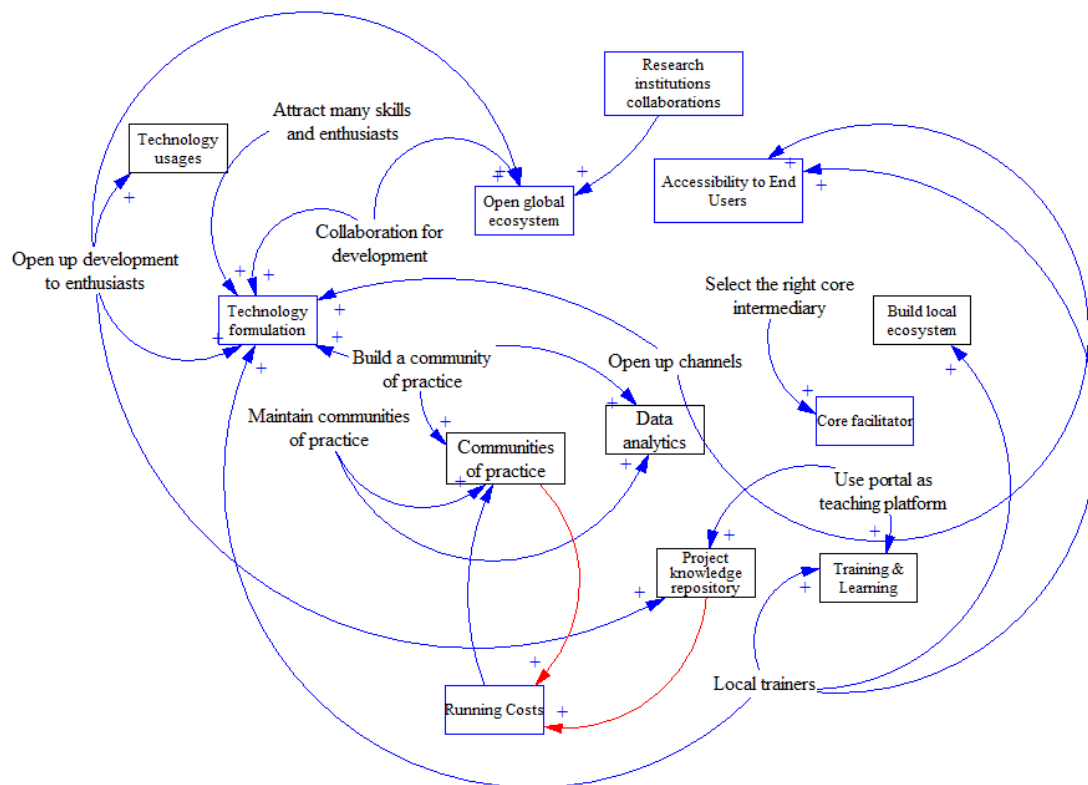 Research
institutions
collaborations
Attract many skills
and enthusiasts
Technology
usages
+
+
+
+
+
Accessibility to End
Users
+
Open global
ecosystem
Collaboration for
development
Open up development
to enthusiasts
+
+
Select the right core
intermediary
Technology
formulation
+
Build local
ecosystem
+
+
Build a community
of practice
Open up channels
+
+
+
+
Maintain communities
of practice
+
Data
analytics
Core facilitator
+
Communities
of practice
+
+
Use portal as
teaching platform
+
+
Project
knowledge
repository
Training &
Learning
+
+
+
Local trainers
Running Costs
+